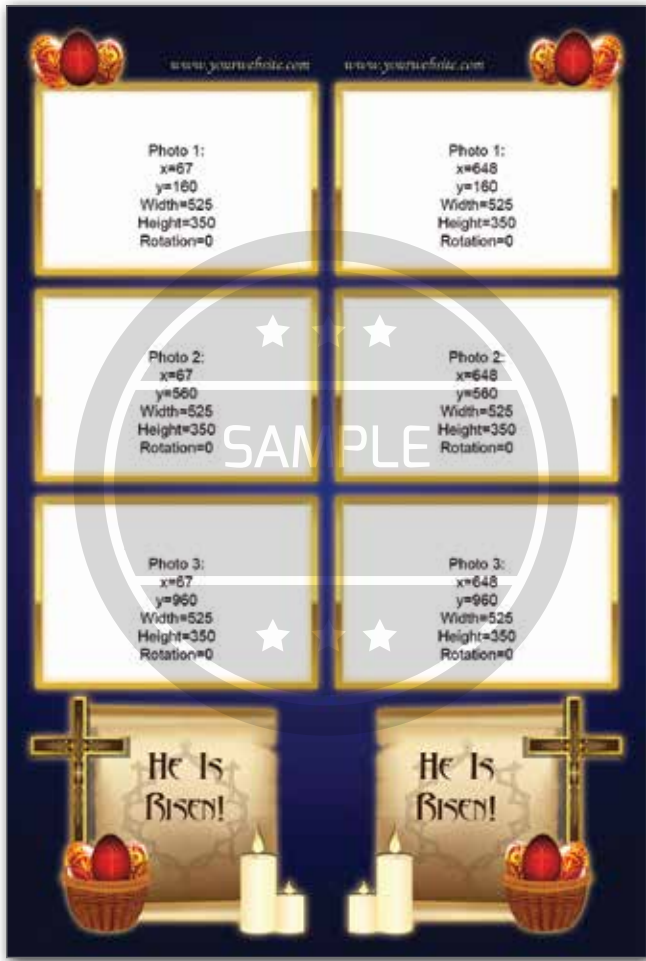 www.yourwebsite.com
www.yourwebsite.com
Photo 1:
x=67
y=160
Width=525
Height=350
Rotation=0
Photo 1:
x=648
y=160
Width=525
Height=350
Rotation=0
Photo 2:
x=67
y=560
Width=525
Height=350
Rotation=0
Photo 2:
x=648
y=560
Width=525
Height=350
Rotation=0
SAMPLE
Photo 3:
x=67
y=960
Width=525
Height=350
Rotation=0
Photo 3:
x=648
y=960
Width=525
Height=350
Rotation=0
He Is
Risen!
He Is
Risen!